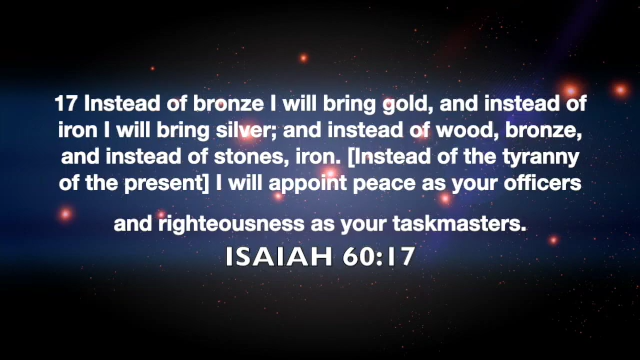 17 Instead of bronze I will bring gold, and instead of
iron I will bring silver; and instead of wood, bronze,
and instead of stones, iron. [Instead of the tyranny
of the present] I will appoint peace as your officers
and righteousness as your taskmasters.
ISAIAH 60:17